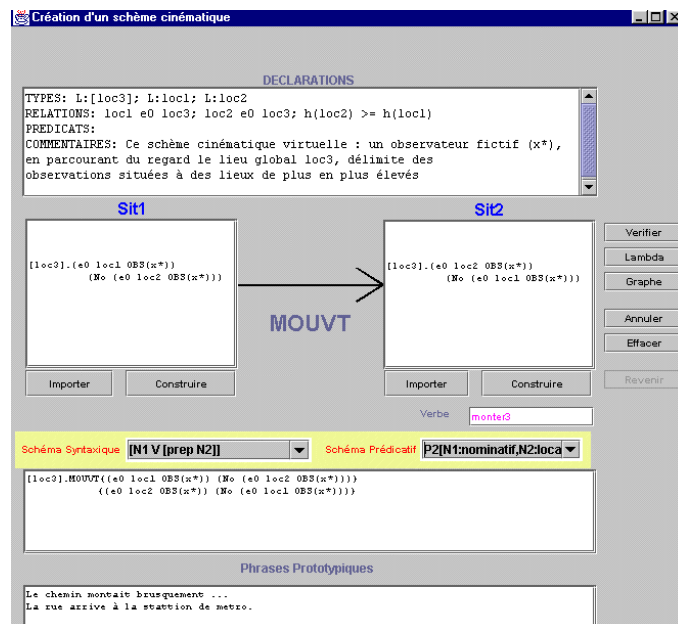 Création d'un schème cinématique
DECLARATIONS
TYPES: L:[loc3]; L:loc1; L:loc2
RELATIONS: loc1 e0 loc3; loc2 e0 loc3; h(loc2) >= h(loc1)
PREDICATS:
COMMENTAIRES: Ce schème cinématique virtuelle : un observateur fictif (x*),
en parcourant du regard le lieu global loc3, délimite des
observations situées à des lieux de plus en plus élevés
Sit1
Sit2
[loc3].(e0 loc1 OBS(x*))
(No (e0 loc2 OBS(x*)))
MOUVT
[loc3].(e0 loc2 OBS(x*))
(No (e0 loc1 OBS(x*)))
Verifier
Lambda
Graphe
Annuler
Effacer
Revenir
Importer
Construire
Importer
Construire
Verbe
monter3
Schéma Syntaxique
[N1 V [prep N2]]
Schéma Prédicatif
P2[N1:nominatif,N2:loca
[loc3].MOUVT{(e0 loc1 OBS(x*)) (No (e0 loc2 OBS(x*)))}
{(e0 loc2 OBS(x*)) (No (e0 loc1 OBS(x*)))}
Phrases Prototypiques
Le chemin montait brusquement ...
La rue arrive à la stattion de metro.